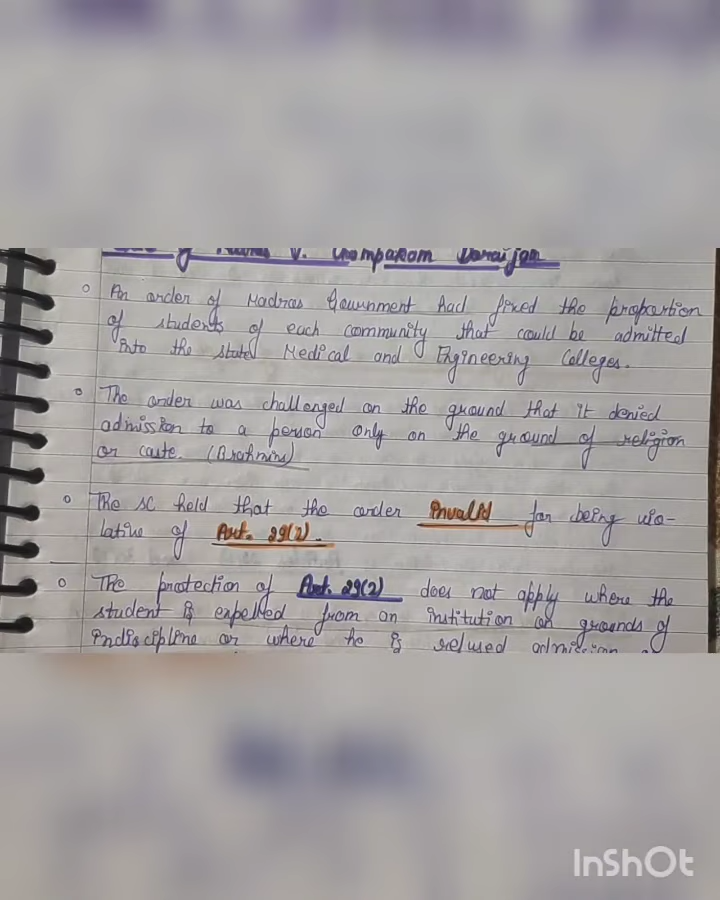 of Madras V. Champakam Doraijan
An order of Madras Government had fixed the proportion
of students of each community that could be admitted
into the state Medical and Engineering Colleges.
The order was challenged on the ground that it denied
admission to a person only on the ground of religion
or caste. (Brahmins)
The SC held that the order Invalid for being vio-
lative of Art. 29(2).
The protection of Art. 29(2) does not apply where the
student is expelled from an institution on grounds of
indiscipline or where he is refused admission
InShOt